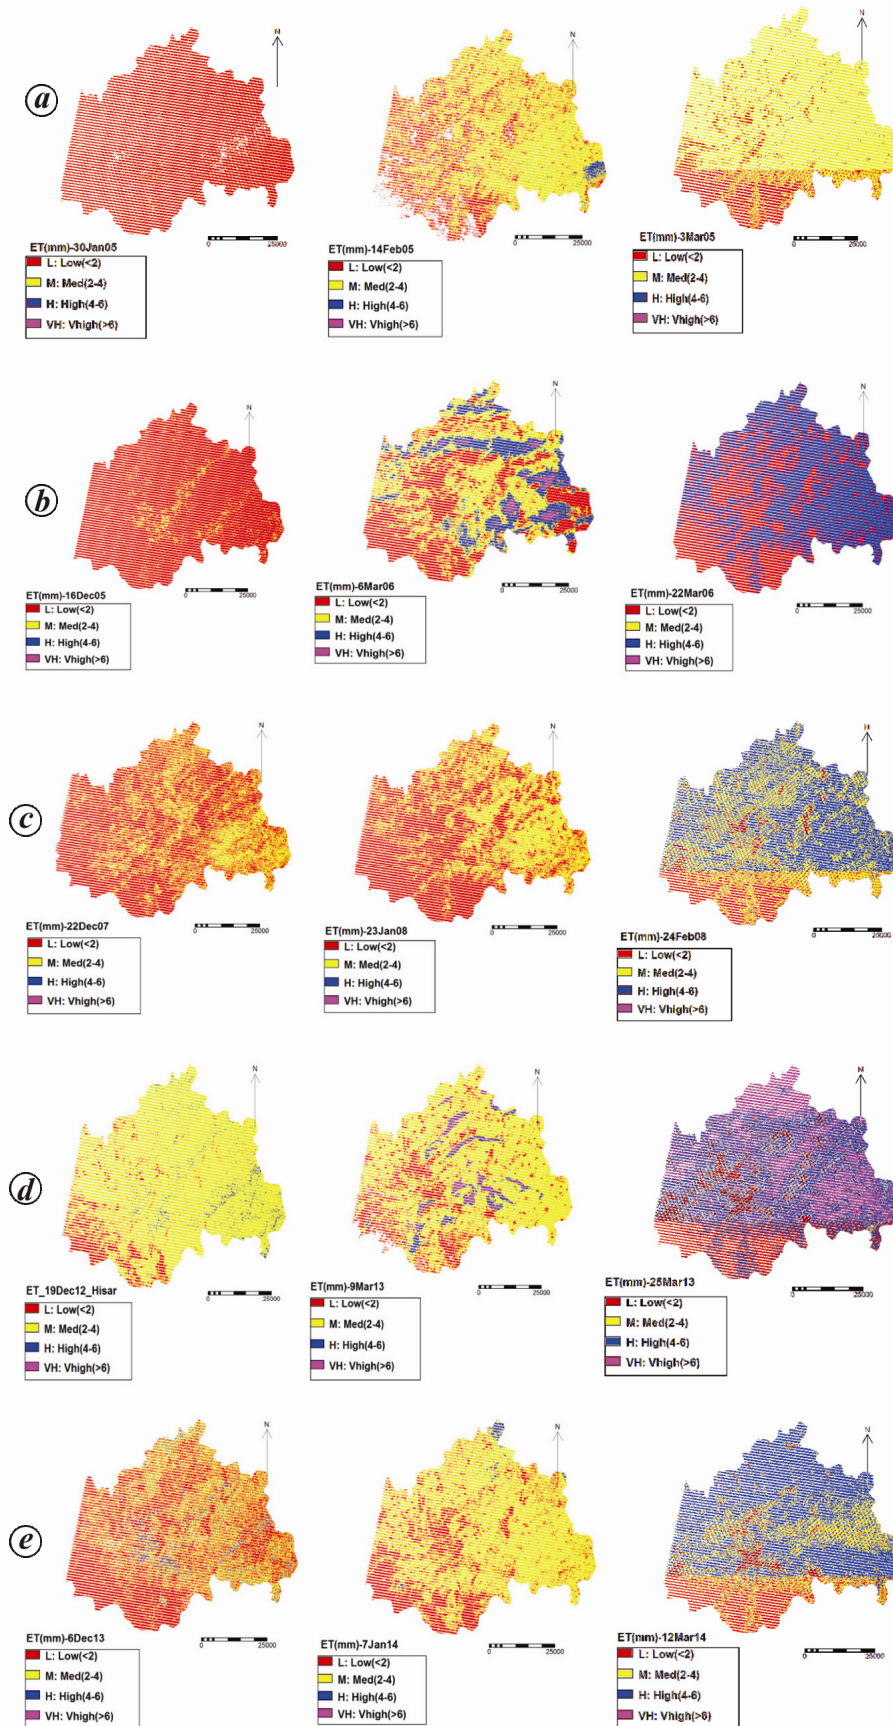 a
N
N
N
0 25000
0 25000
0 25000
ET(mm)-30Jan05
L: Low(<2)
M: Med(2-4)
H: High(4-6)
VH: Vhigh(>6)
ET(mm)-14Feb05
L: Low(<2)
M: Med(2-4)
H: High(4-6)
VH: Vhigh(>6)
ET(mm)-3Mar05
L: Low(<2)
M: Med(2-4)
H: High(4-6)
VH: Vhigh(>6)
b
N
N
N
0 25000
0 25000
0 25000
ET(mm)-16Dec05
L: Low(<2)
M: Med(2-4)
H: High(4-6)
VH: Vhigh(>6)
ET(mm)-6Mar06
L: Low(<2)
M: Med(2-4)
H: High(4-6)
VH: Vhigh(>6)
ET(mm)-22Mar06
L: Low(<2)
M: Med(2-4)
H: High(4-6)
VH: Vhigh(>6)
c
N
N
N
0 25000
0 25000
0 25000
ET(mm)-22Dec07
L: Low(<2)
M: Med(2-4)
H: High(4-6)
VH: Vhigh(>6)
ET(mm)-23Jan08
L: Low(<2)
M: Med(2-4)
H: High(4-6)
VH: Vhigh(>6)
ET(mm)-24Feb08
L: Low(<2)
M: Med(2-4)
H: High(4-6)
VH: Vhigh(>6)
d
N
N
N
0 25000
0 25000
0 25000
ET_19Dec12_Hisar
L: Low(<2)
M: Med(2-4)
H: High(4-6)
VH: Vhigh(>6)
ET(mm)-9Mar13
L: Low(<2)
M: Med(2-4)
H: High(4-6)
VH: Vhigh(>6)
ET(mm)-25Mar13
L: Low(<2)
M: Med(2-4)
H: High(4-6)
VH: Vhigh(>6)
e
N
N
N
0 25000
0 25000
0 25000
ET(mm)-6Dec13
L: Low(<2)
M: Med(2-4)
H: High(4-6)
VH: Vhigh(>6)
ET(mm)-7Jan14
L: Low(<2)
M: Med(2-4)
H: High(4-6)
VH: Vhigh(>6)
ET(mm)-12Mar14
L: Low(<2)
M: Med(2-4)
H: High(4-6)
VH: Vhigh(>6)